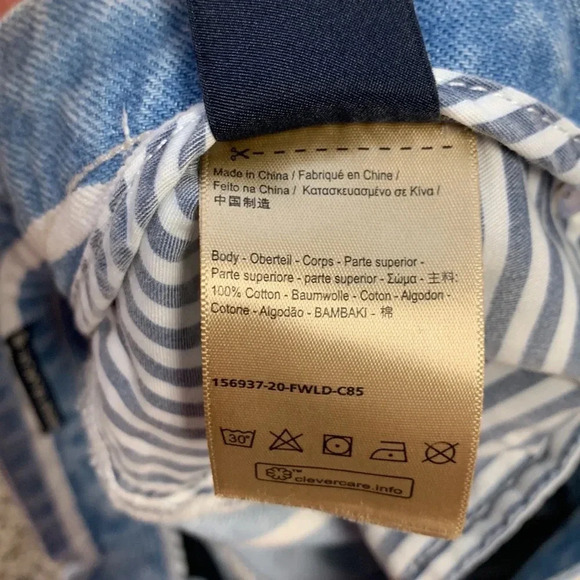 Made in China / Fabriqué en Chine /
Feito na China / Κατασκευασμένο σε Κίνα /
中国制造
Body - Oberteil - Corps - Parte superior -
Parte superiore - parte superior - Σώμα - 主料:
100% Cotton - Baumwolle - Coton - Algodon -
Cotone - Algodão - BAMBAKI - 棉
156937-20-FWLD-C85
30°
™
clevercare.info